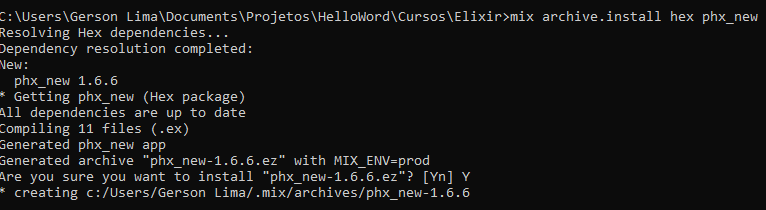 C:\Users\Gerson Lima\Documents\Projetos\HelloWord\Cursos\Elixir>mix archive.install hex phx_new
Resolving Hex dependencies...
Dependency resolution completed:
New:
  phx_new 1.6.6
* Getting phx_new (Hex package)
All dependencies are up to date
Compiling 11 files (.ex)
Generated phx_new app
Generated archive "phx_new-1.6.6.ez" with MIX_ENV=prod
Are you sure you want to install "phx_new-1.6.6.ez"? [Yn] Y
* creating c:/Users/Gerson Lima/.mix/archives/phx_new-1.6.6